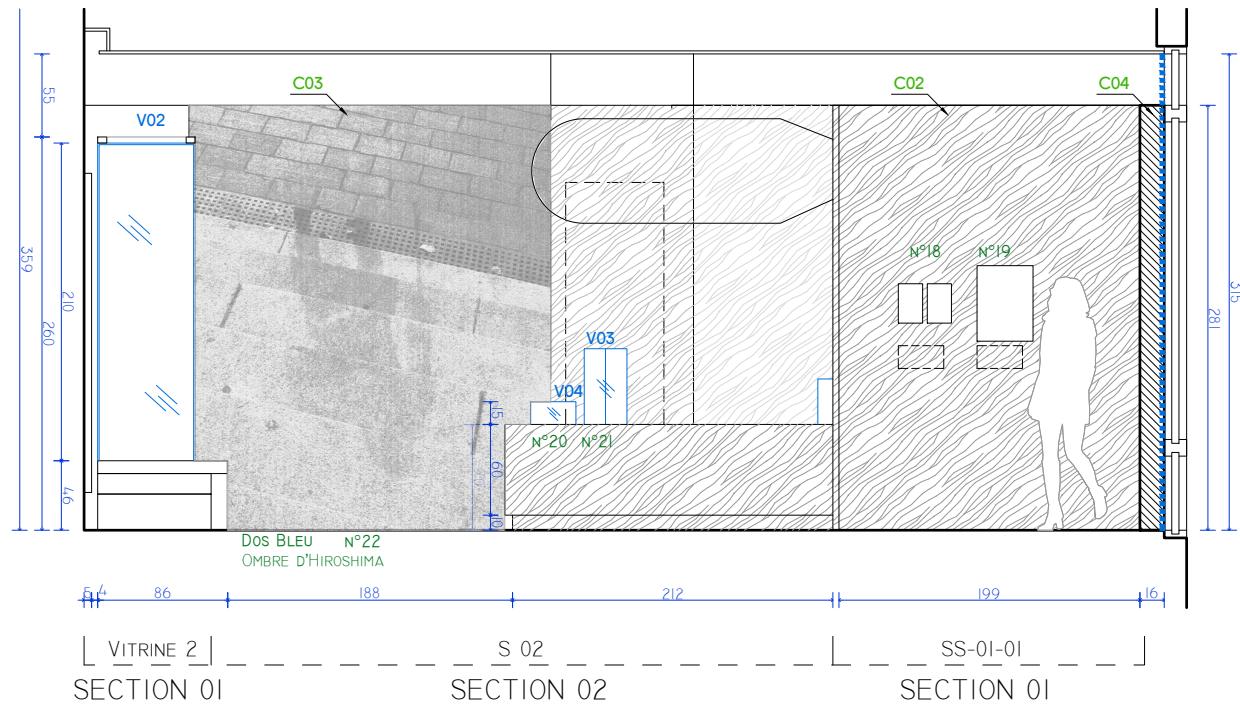 C03
C02
C04
V02
55
359
210
260
46
N°18
N°19
315
281
V03
V04
15
N°20
N°21
60
10
DOS BLEU N°22
OMBRE D'HIROSHIMA
5
4
86
188
212
199
16
VITRINE 2
S 02
SS-01-01
SECTION 01
SECTION 02
SECTION 01